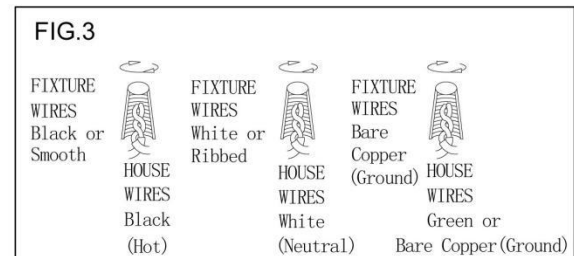 FIG.3
FIXTURE
WIRES
Black or
Smooth
HOUSE
WIRES
Black
(Hot)
FIXTURE
WIRES
White or
Ribbed
HOUSE
WIRES
White
(Neutral)
FIXTURE
WIRES
Bare
Copper
(Ground)
HOUSE
WIRES
Green or
Bare Copper(Ground)